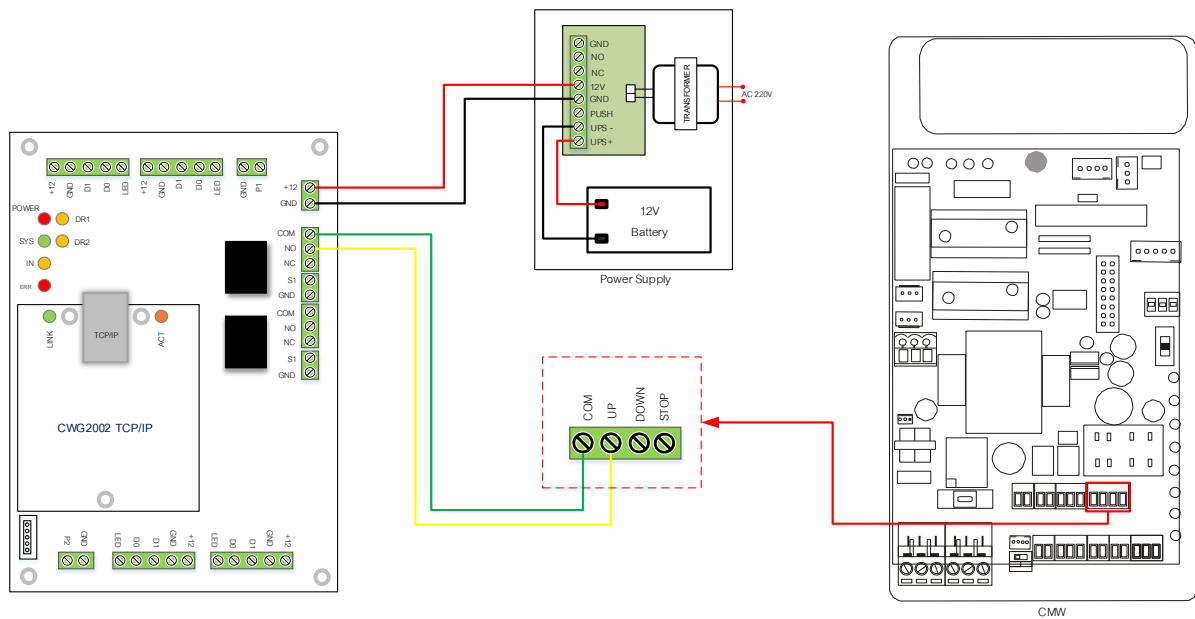 GND
NO
NC
12V
GND
PUSH
UPS -
UPS+
TRANSFORMER
AC 220V
12V
Battery
Power Supply
+12
GND
D1
D0
LED
+12
GND
D1
D0
LED
GND
P1
+12
GND
POWER
DR1
SYS
DR2
IN
ERR
COM
NO
NC
S1
GND
COM
NO
NC
S1
GND
LINK
TCP/IP
ACT
CWG2002 TCP/IP
P2
GND
LED
D0
D1
GND
+12
LED
D0
D1
GND
+12
COM
UP
DOWN
STOP
CMW